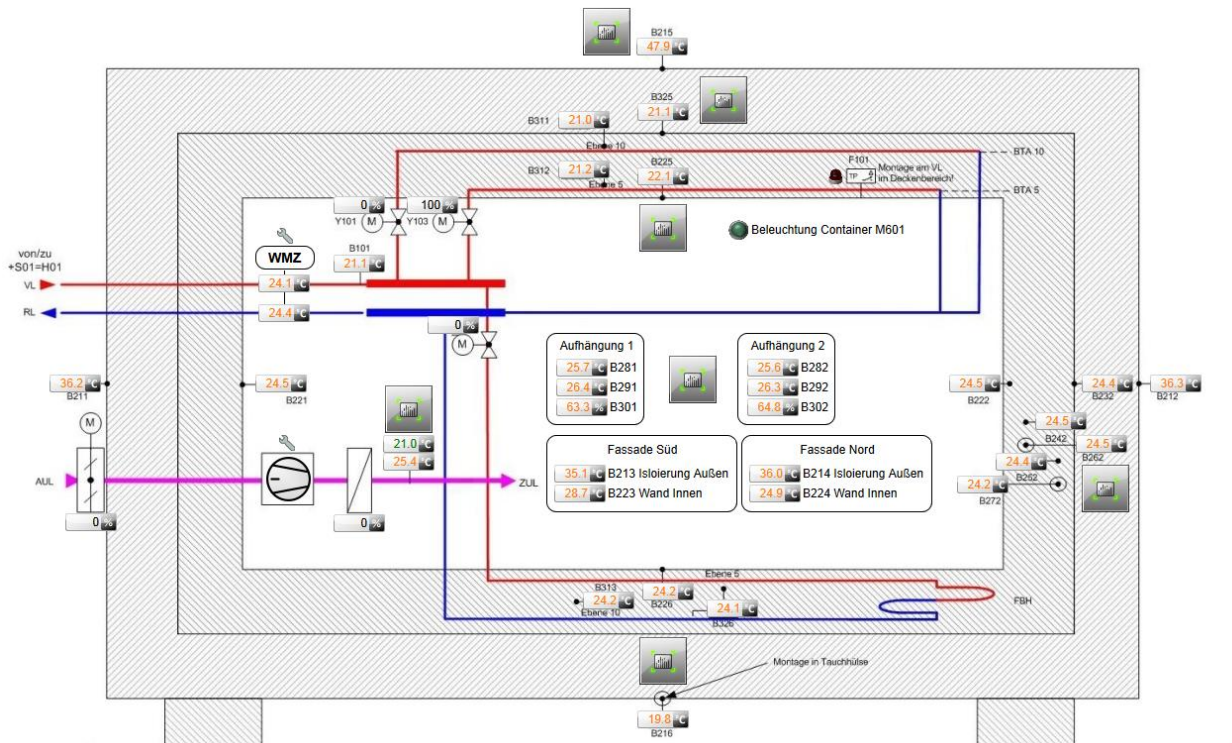 B215
47.9 °C
B325
21.1 °C
B311 21.0 °C
Ebene 10
BTA 10
B312 21.2 °C
Ebene 5
B225
22.1 °C
F101
TP
Montage am VL
im Deckenbereich!
BTA 5
0 %
Y101 M
100 %
Y103 M
Beleuchtung Container M601
von/zu
+S01=H01
VL
WMZ
B101
21.1 °C
24.1 °C
RL
24.4 °C
0 %
M
Aufhängung 1
25.7 °C B281
26.4 °C B291
63.3 % B301
Aufhängung 2
25.6 °C B282
26.3 °C B292
64.8 % B302
36.2 °C
B211
24.5 °C
B221
24.5 °C
B222
24.4 °C
B232
36.3 °C
B212
M
21.0 °C
25.4 °C
24.5 °C
B242
24.5 °C
B262
24.4 °C
B252
24.2 °C
B272
Fassade Süd
35.1 °C B213 Isloierung Außen
28.7 °C B223 Wand Innen
Fassade Nord
36.0 °C B214 Isloierung Außen
24.9 °C B224 Wand Innen
AUL
ZUL
0 %
0 %
Ebene 5
B313
24.2 °C
Ebene 10
24.2 °C
B226
24.1 °C
B326
FBH
Montage in Tauchhülse
19.8 °C
B216